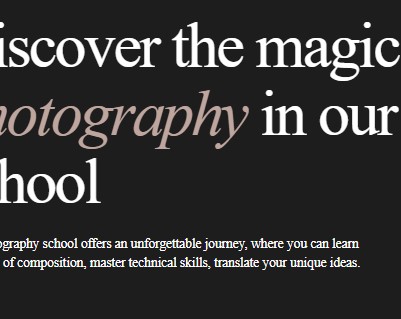 iscover the magic
hotography in our
hool
ography school offers an unforgettable journey, where you can learn
of composition, master technical skills, translate your unique ideas.